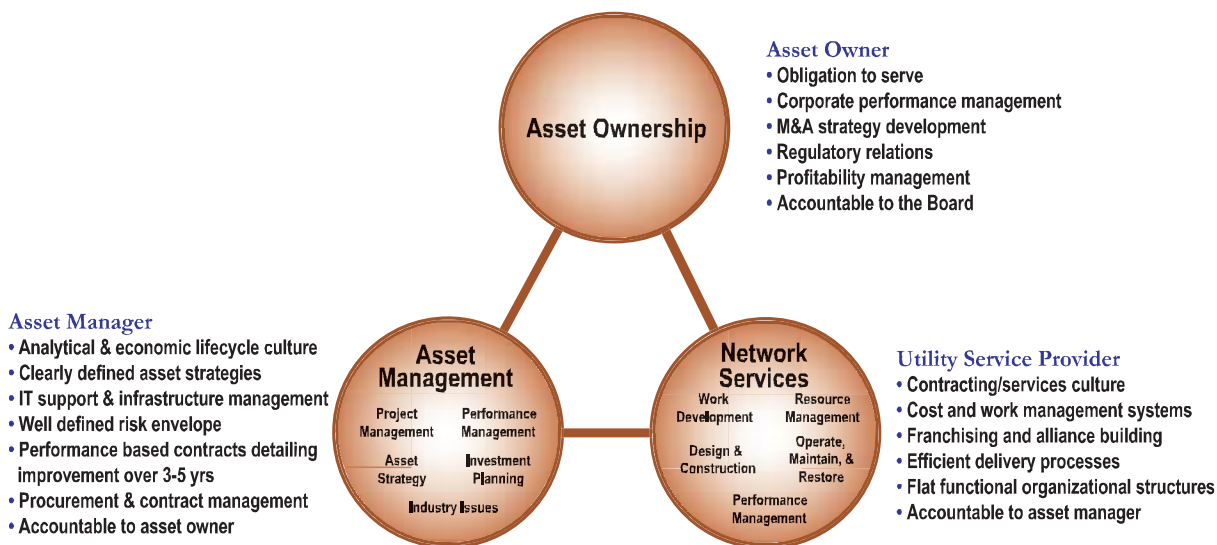 Asset Ownership
Asset Owner
• Obligation to serve
• Corporate performance management
• M&A strategy development
• Regulatory relations
• Profitability management
• Accountable to the Board
Asset Manager
• Analytical & economic lifecycle culture
• Clearly defined asset strategies
• IT support & infrastructure management
• Well defined risk envelope
• Performance based contracts detailing
improvement over 3-5 yrs
• Procurement & contract management
• Accountable to asset owner
Asset
Management
Project
Management
Performance
Management
Asset
Strategy
Investment
Planning
Industry Issues
Network
Services
Work
Development
Resource
Management
Design &
Construction
Operate,
Maintain, &
Restore
Performance
Management
Utility Service Provider
• Contracting/services culture
• Cost and work management systems
• Franchising and alliance building
• Efficient delivery processes
• Flat functional organizational structures
• Accountable to asset manager